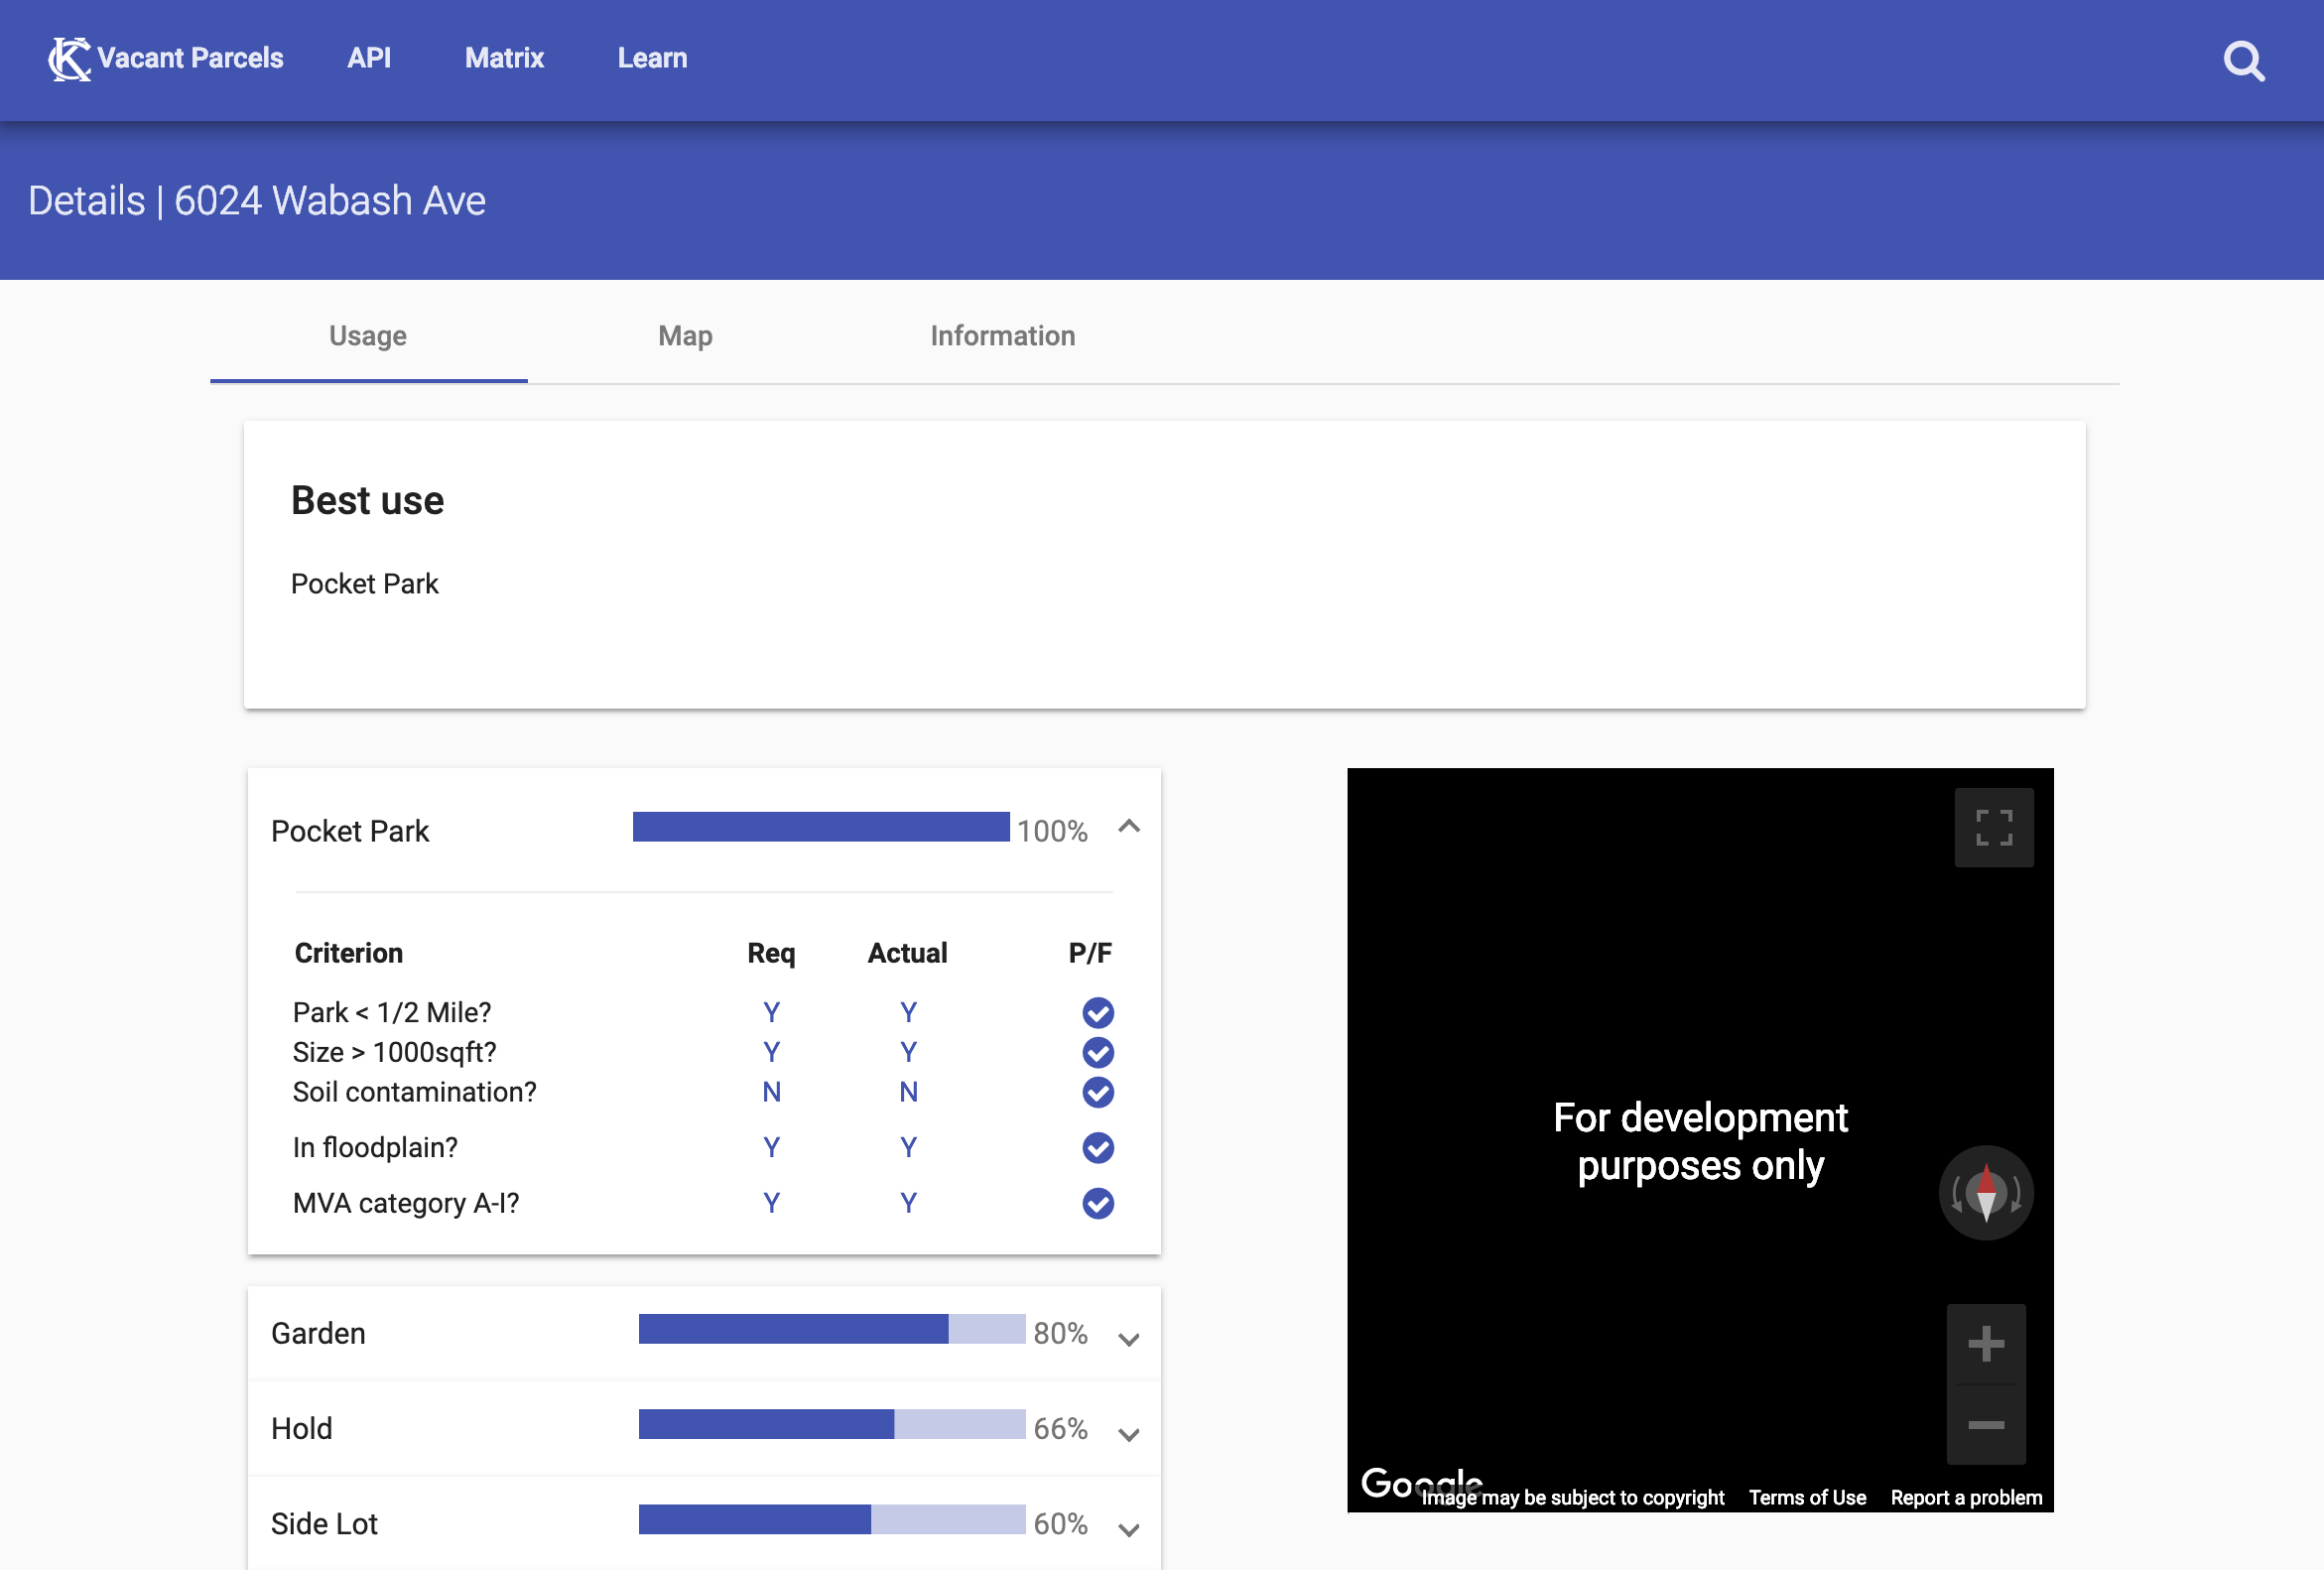 KC Vacant Parcels API Matrix Learn
Details | 6024 Wabash Ave
Usage Map Information
Best use
Pocket Park
Pocket Park 100%
Criterion Req Actual P/F
Park < 1/2 Mile? Y Y
Size > 1000sqft? Y Y
Soil contamination? N N
In floodplain? Y Y
MVA category A-I? Y Y
Garden 80%
Hold 66%
Side Lot 60%
For development
purposes only
Google
Image may be subject to copyright Terms of Use Report a problem